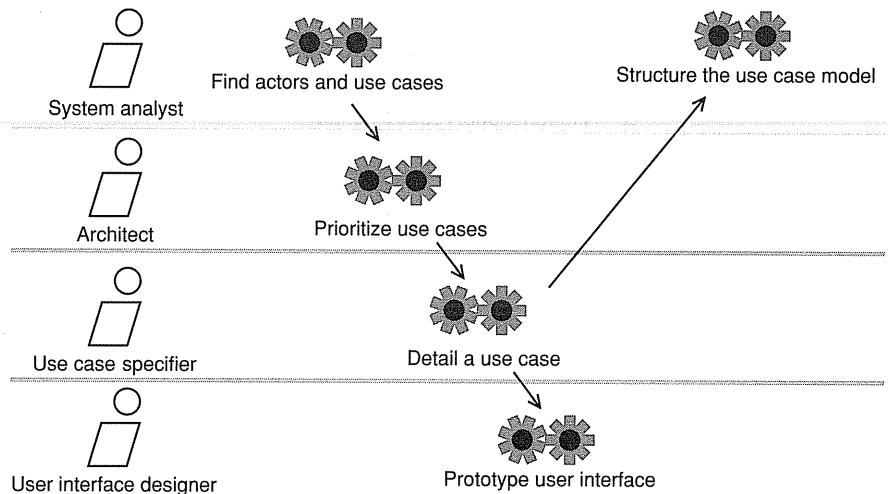 Find actors and use cases
Structure the use case model
System analyst
Prioritize use cases
Architect
Detail a use case
Use case specifier
Prototype user interface
User interface designer